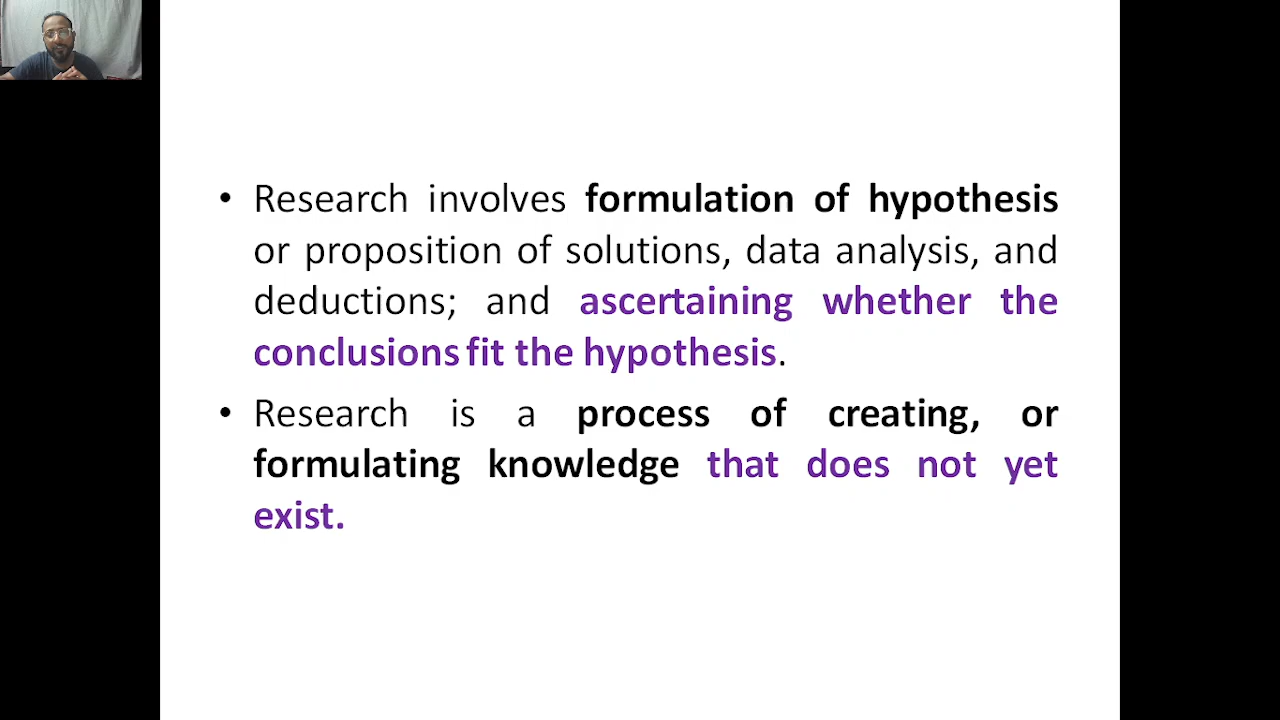 • Research involves formulation of hypothesis
or proposition of solutions, data analysis, and
deductions; and ascertaining whether the
conclusions fit the hypothesis.
• Research is a process of creating, or
formulating knowledge that does not yet
exist.